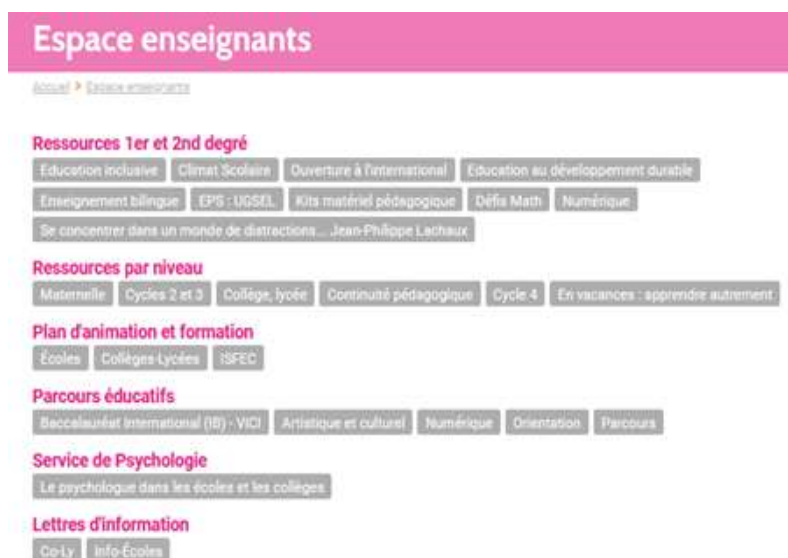 Espace enseignants
Accueil > Espace enseignants
Ressources 1er et 2nd degré
Education inclusive Climat Scolaire Ouverture à l'international Education au développement durable
Enseignement bilingue EPS : UGSEL Kits matériel pédagogique Défis Math Numérique
Se concentrer dans un monde de distractions... Jean-Philippe Lachaux
Ressources par niveau
Maternelle Cycles 2 et 3 Collège, lycée Continuité pédagogique Cycle 4 En vacances : apprendre autrement
Plan d'animation et formation
Écoles Collèges-Lycées ISFEC
Parcours éducatifs
Baccalauréat International (IB) - VICI Artistique et culturel Numérique Orientation Parcours
Service de Psychologie
Le psychologue dans les écoles et les collèges
Lettres d'information
Co-Ly Info-Écoles